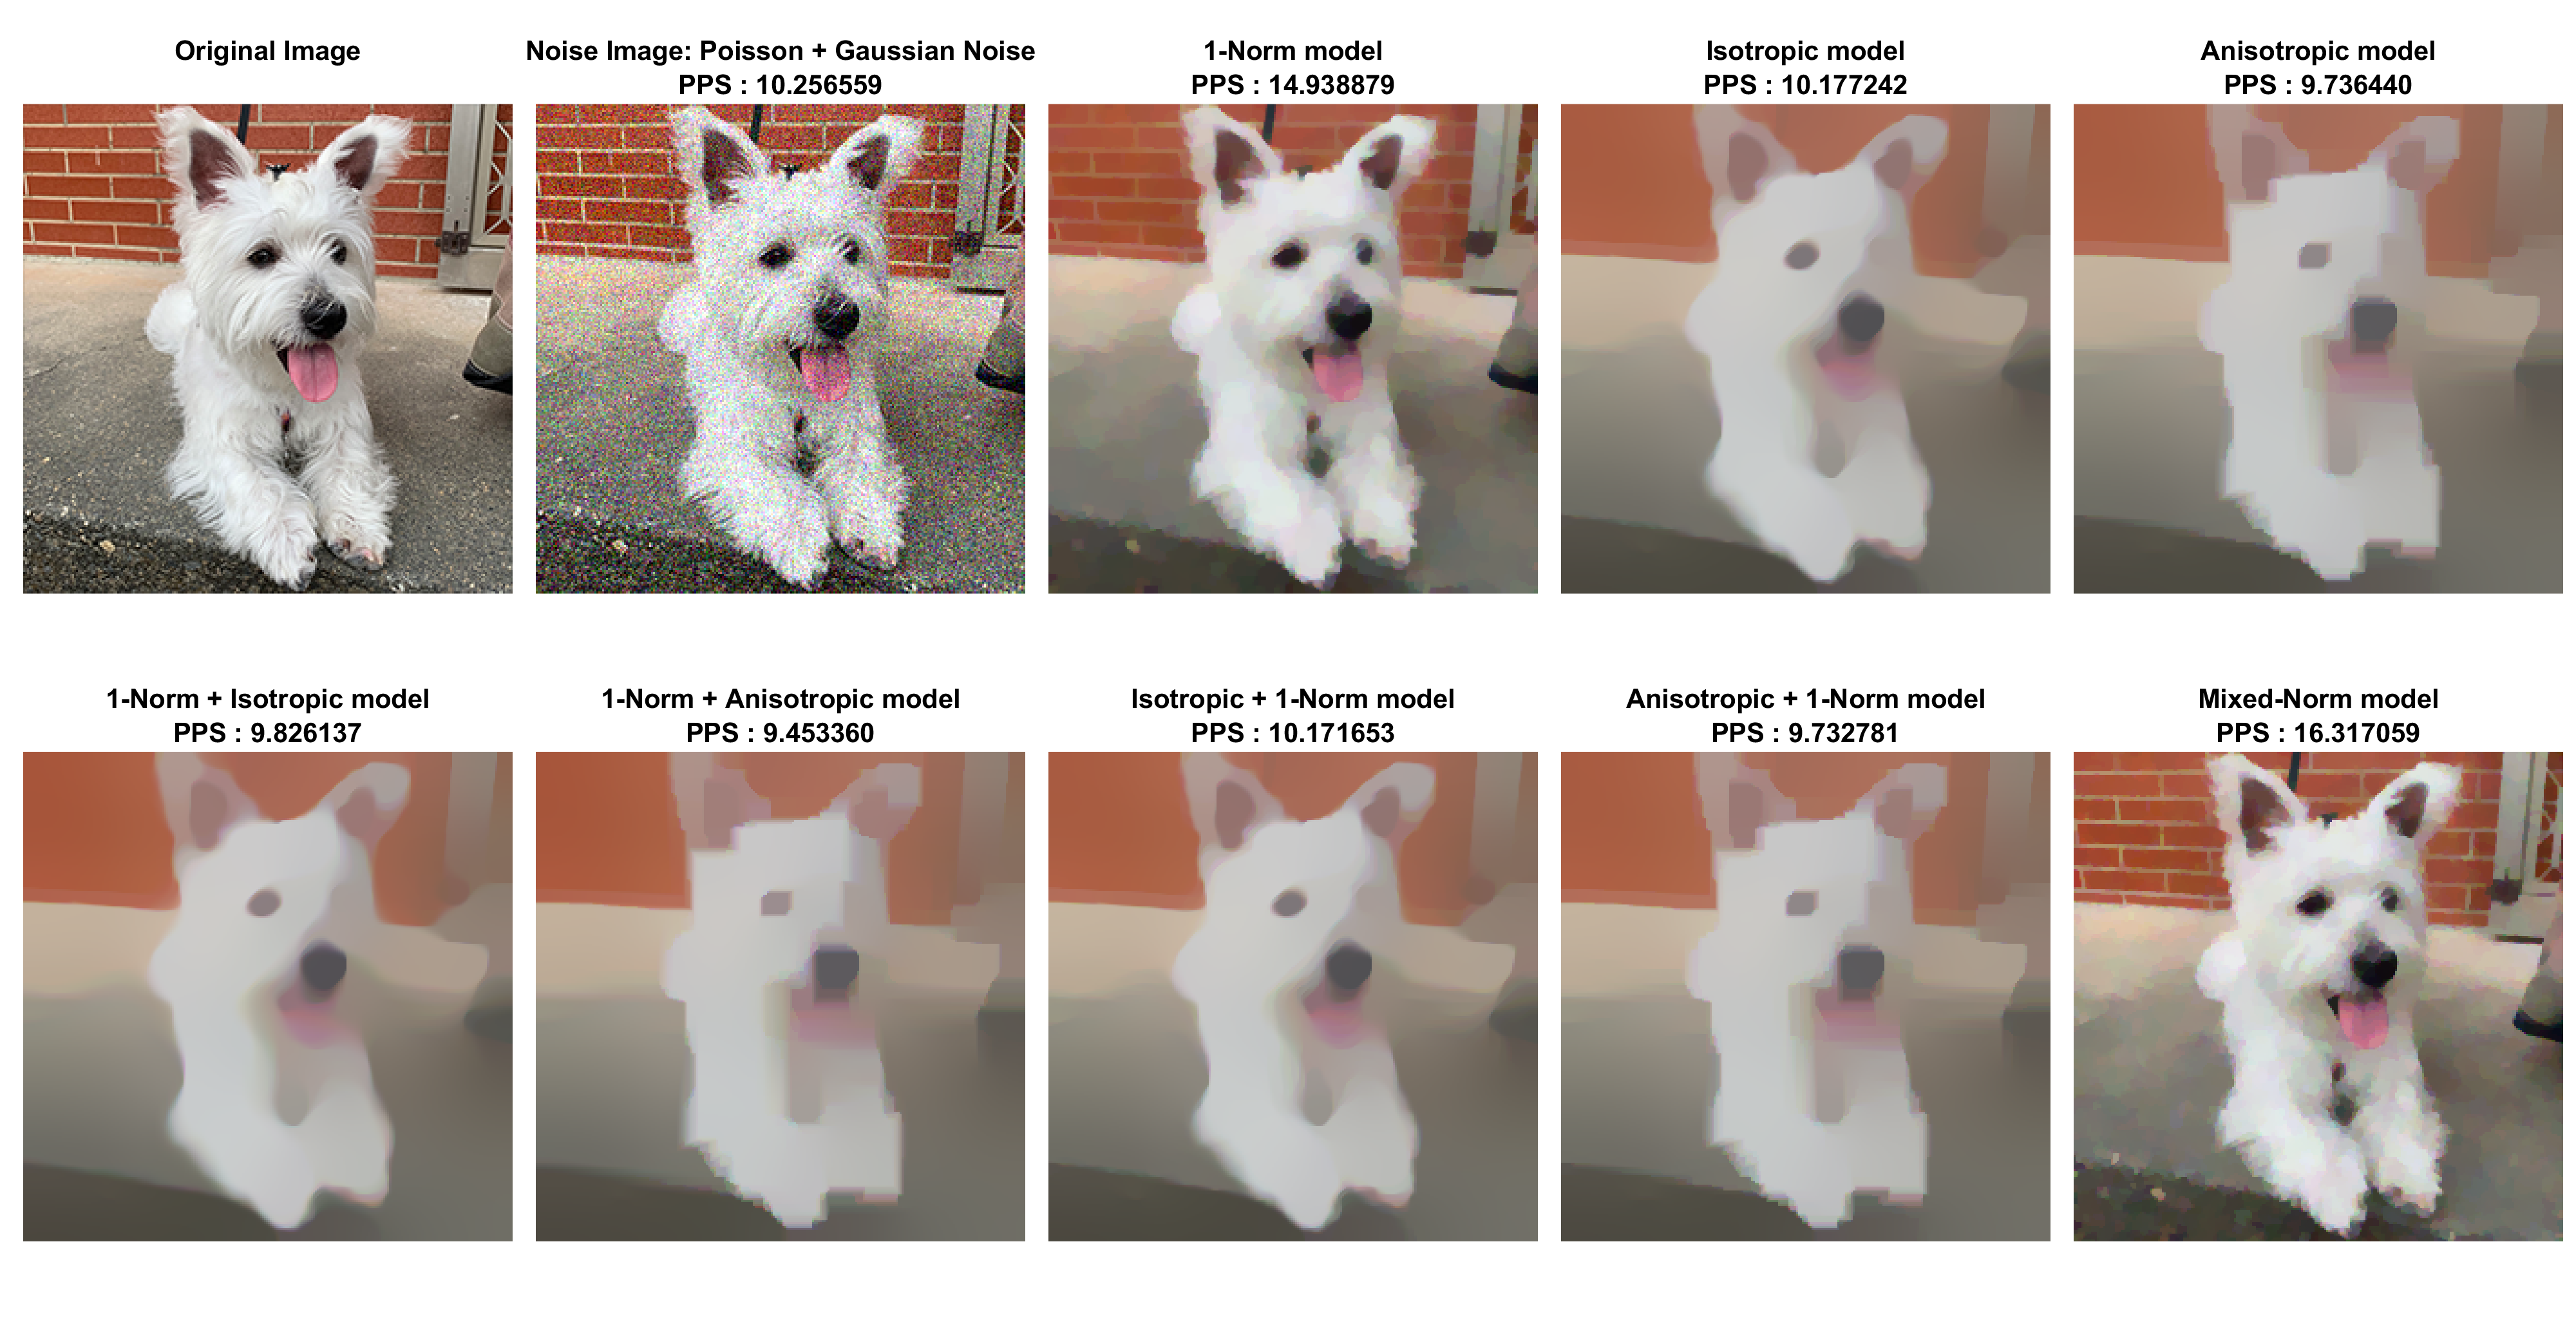 Original Image
Noise Image: Poisson + Gaussian Noise
PPS : 10.256559
1-Norm model
PPS : 14.938879
Isotropic model
PPS : 10.177242
Anisotropic model
PPS : 9.736440
1-Norm + Isotropic model
PPS : 9.826137
1-Norm + Anisotropic model
PPS : 9.453360
Isotropic + 1-Norm model
PPS : 10.171653
Anisotropic + 1-Norm model
PPS : 9.732781
Mixed-Norm model
PPS : 16.317059